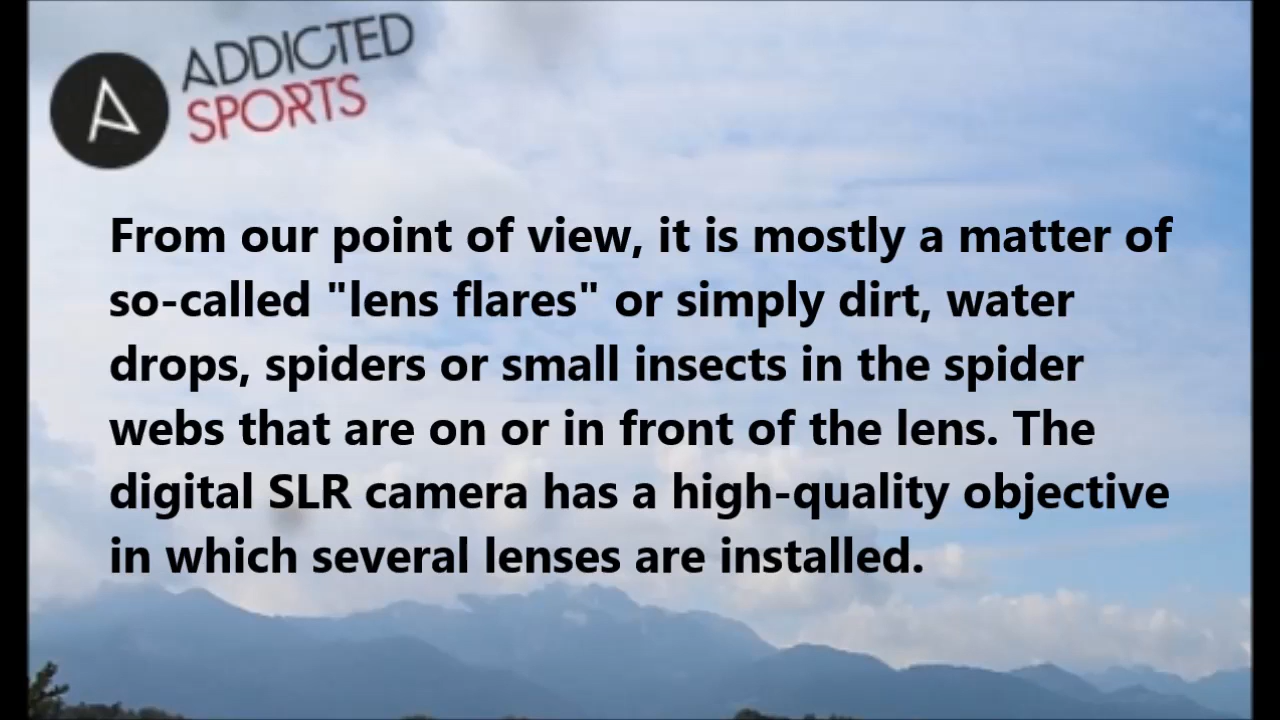 ADDICTED
SPORTS
From our point of view, it is mostly a matter of
so-called "lens flares" or simply dirt, water
drops, spiders or small insects in the spider
webs that are on or in front of the lens. The
digital SLR camera has a high-quality objective
in which several lenses are installed.